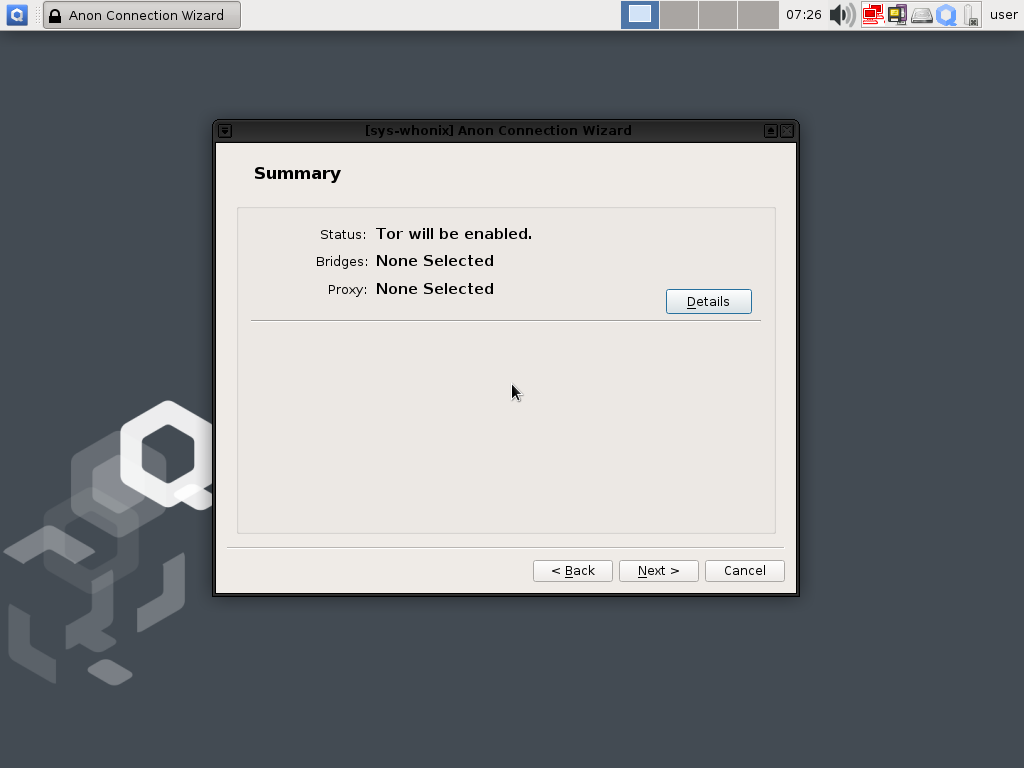 Anon Connection Wizard
07:26
user
[sys-whonix] Anon Connection Wizard
Summary
Status: Tor will be enabled.
Bridges: None Selected
Proxy: None Selected
Details
< Back Next > Cancel